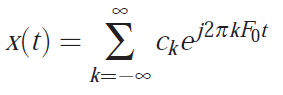 x(t) = ∑_{k=−∞}^{∞} c_k e^{j2πkF_0t}